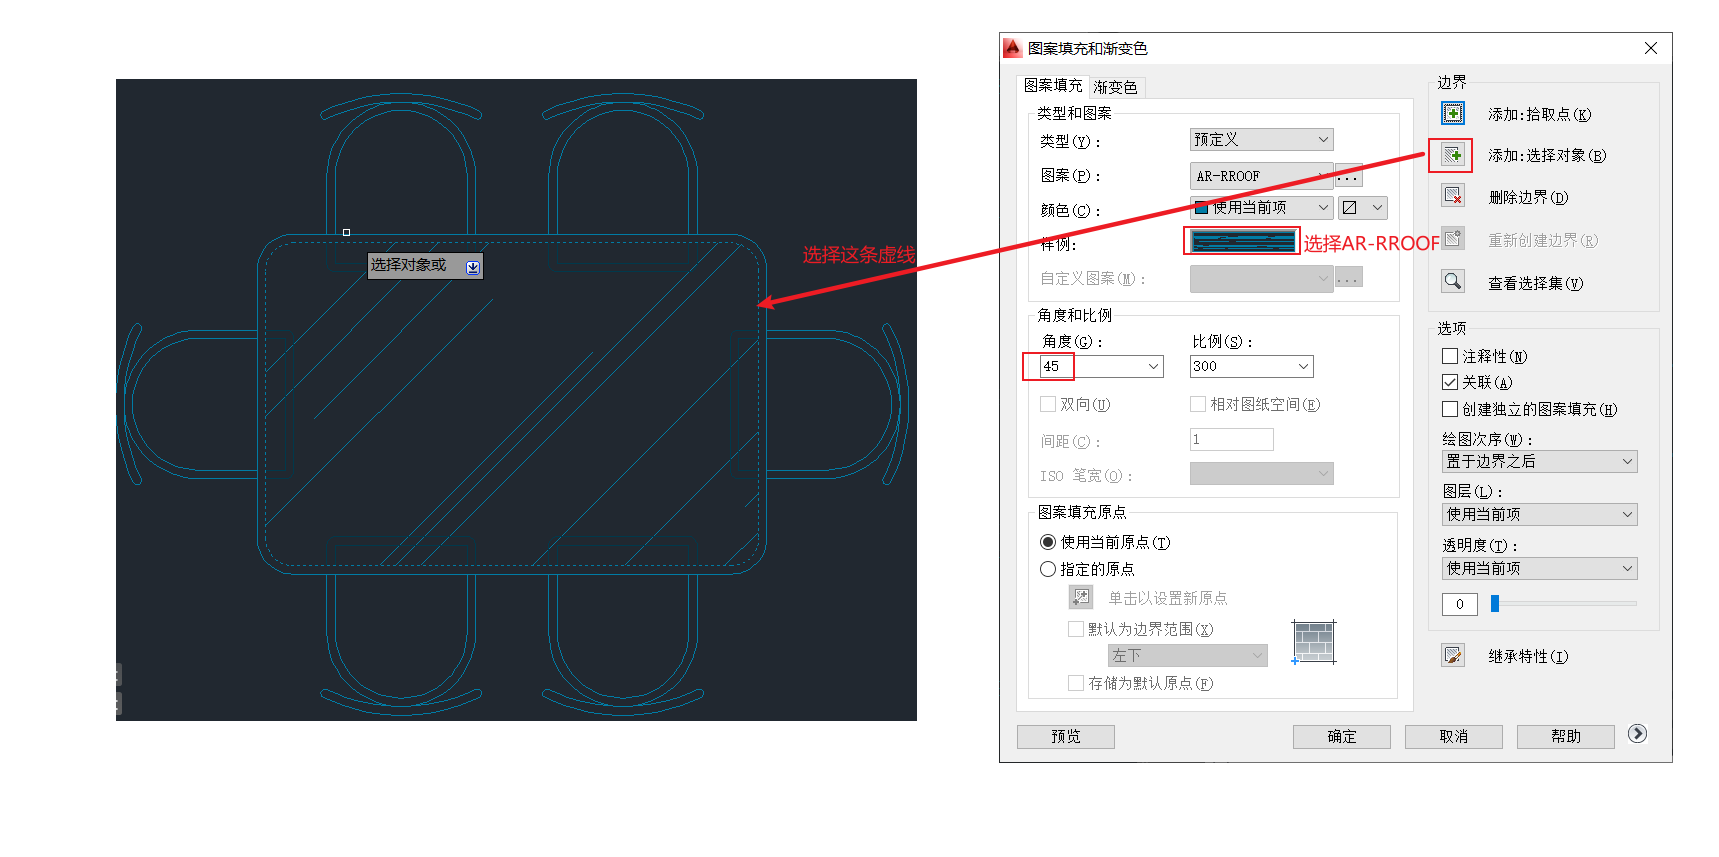 选择对象或
选择这条虚线
图案填充和渐变色
图案填充
渐变色
类型和图案
类型(Y):
预定义
图案(P):
AR-RROOF
...
颜色(C):
使用当前项
样例:
选择AR-RROOF
自定义图案(M):
...
角度和比例
角度(G):
比例(S):
45
300
双向(U)
相对图纸空间(E)
间距(C):
1
ISO 笔宽(O):
图案填充原点
使用当前原点(T)
指定的原点
单击以设置新原点
默认为边界范围(X)
左下
存储为默认原点(F)
边界
添加:拾取点(K)
添加:选择对象(B)
删除边界(D)
重新创建边界(R)
查看选择集(V)
选项
注释性(N)
关联(A)
创建独立的图案填充(H)
绘图次序(W):
置于边界之后
图层(L):
使用当前项
透明度(T):
使用当前项
0
继承特性(I)
预览
确定
取消
帮助